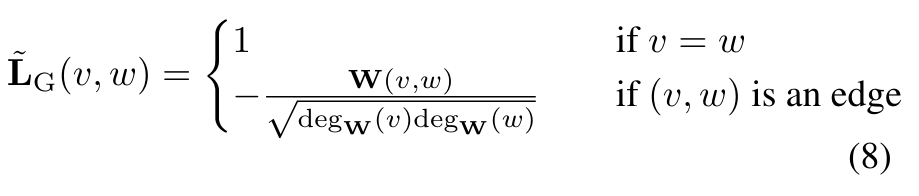 L̃_G(v, w) = { 1 if v = w
−W(v,w) / √(deg_W(v)deg_W(w)) if (v, w) is an edge
(8)